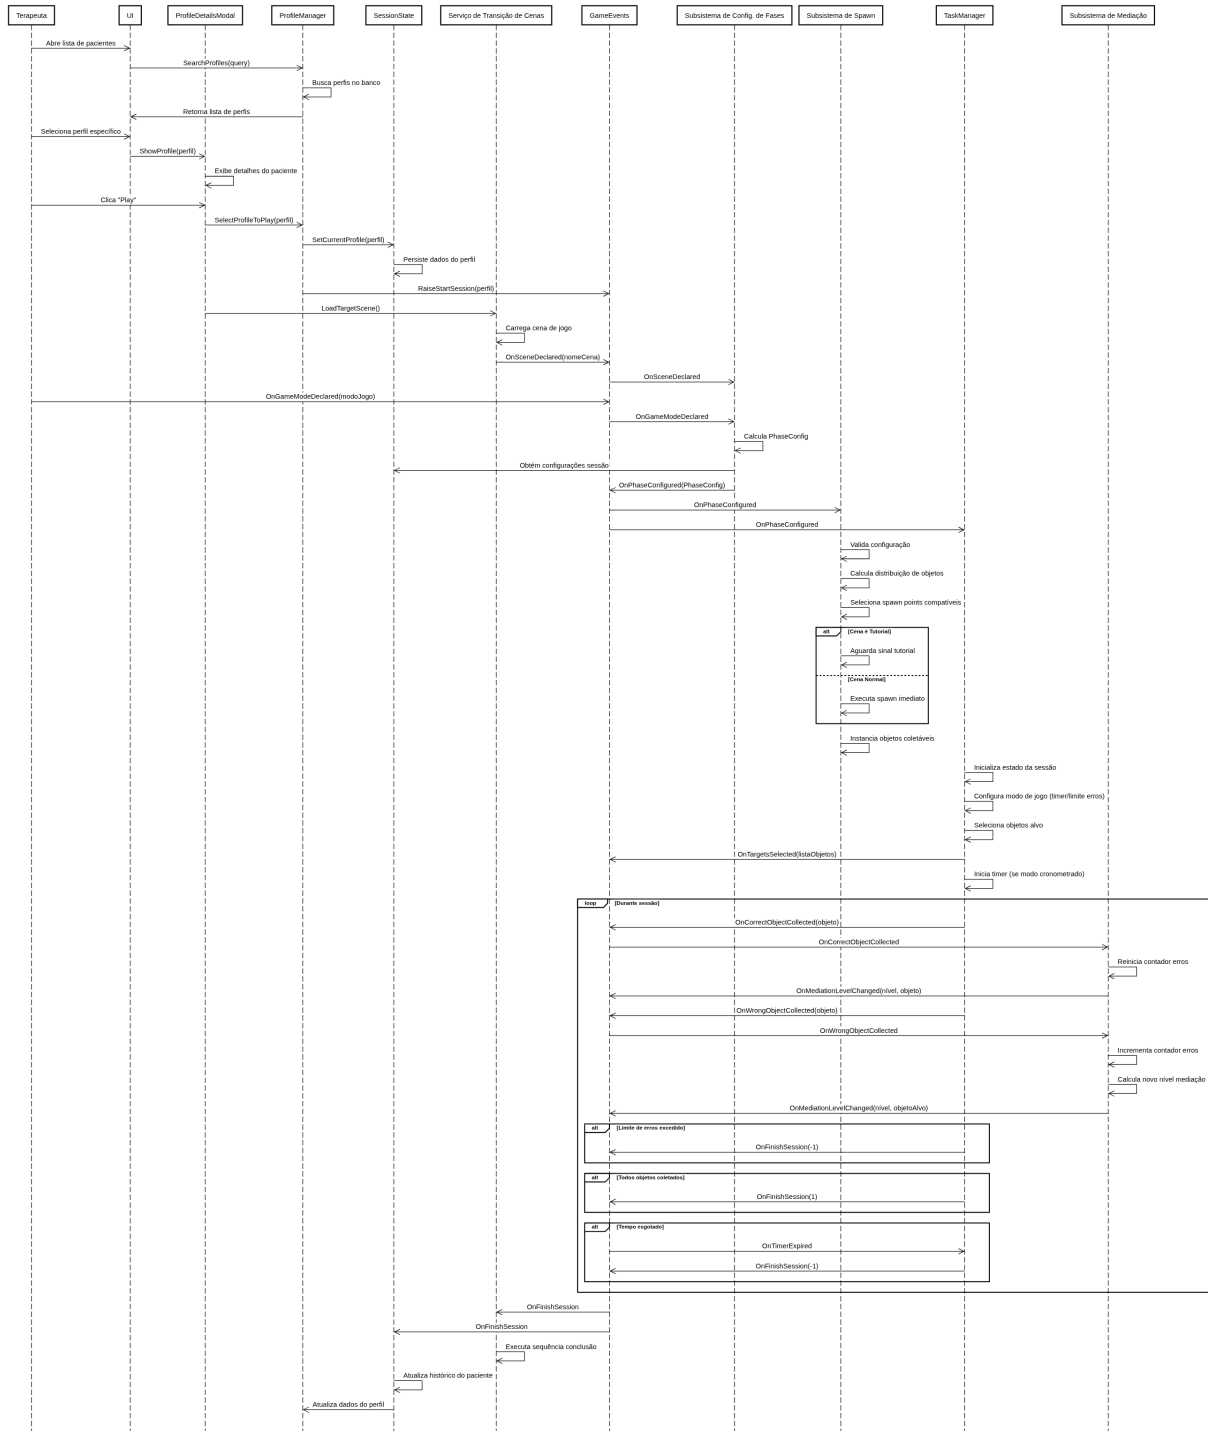 Terapeuta
UI
ProfileDetailsModal
ProfileManager
SessionState
Serviço de Transição de Cenas
GameEvents
Subsistema de Config. de Fases
Subsistema de Spawn
TaskManager
Subsistema de Mediação
Abre lista de pacientes
SearchProfiles(query)
Busca perfis no banco
Retorna lista de perfis
Seleciona perfil específico
ShowProfile(perfil)
Exibe detalhes do paciente
Clica "Play"
SelectProfileToPlay(perfil)
SetCurrentProfile(perfil)
Persiste dados do perfil
RaiseStartSession(perfil)
LoadTargetScene()
Carrega cena de jogo
OnSceneDeclared(nomeCena)
OnSceneDeclared
OnGameModeDeclared(modoJogo)
OnGameModeDeclared
Calcula PhaseConfig
Obtém configurações sessão
OnPhaseConfigured(PhaseConfig)
OnPhaseConfigured
OnPhaseConfigured
Valida configuração
Calcula distribuição de objetos
Seleciona spawn points compatíveis
alt [Cena é Tutorial]
Aguarda sinal tutorial
[Cena Normal]
Executa spawn imediato
Instancia objetos coletáveis
Inicializa estado da sessão
Configura modo de jogo (timer/limite erros)
Seleciona objetos alvo
OnTargetsSelected(listaObjetos)
Inicia timer (se modo cronometrado)
loop [Durante sessão]
OnCorrectObjectCollected(objeto)
OnCorrectObjectCollected
Reinicia contador erros
OnMediationLevelChanged(nível, objeto)
OnWrongObjectCollected(objeto)
OnWrongObjectCollected
Incrementa contador erros
Calcula novo nível mediação
OnMediationLevelChanged(nível, objetoAlvo)
alt [Limite de erros excedido]
OnFinishSession(-1)
alt [Todos objetos coletados]
OnFinishSession(1)
alt [Tempo esgotado]
OnTimerExpired
OnFinishSession(-1)
OnFinishSession
OnFinishSession
Executa sequência conclusão
Atualiza histórico do paciente
Atualiza dados do perfil